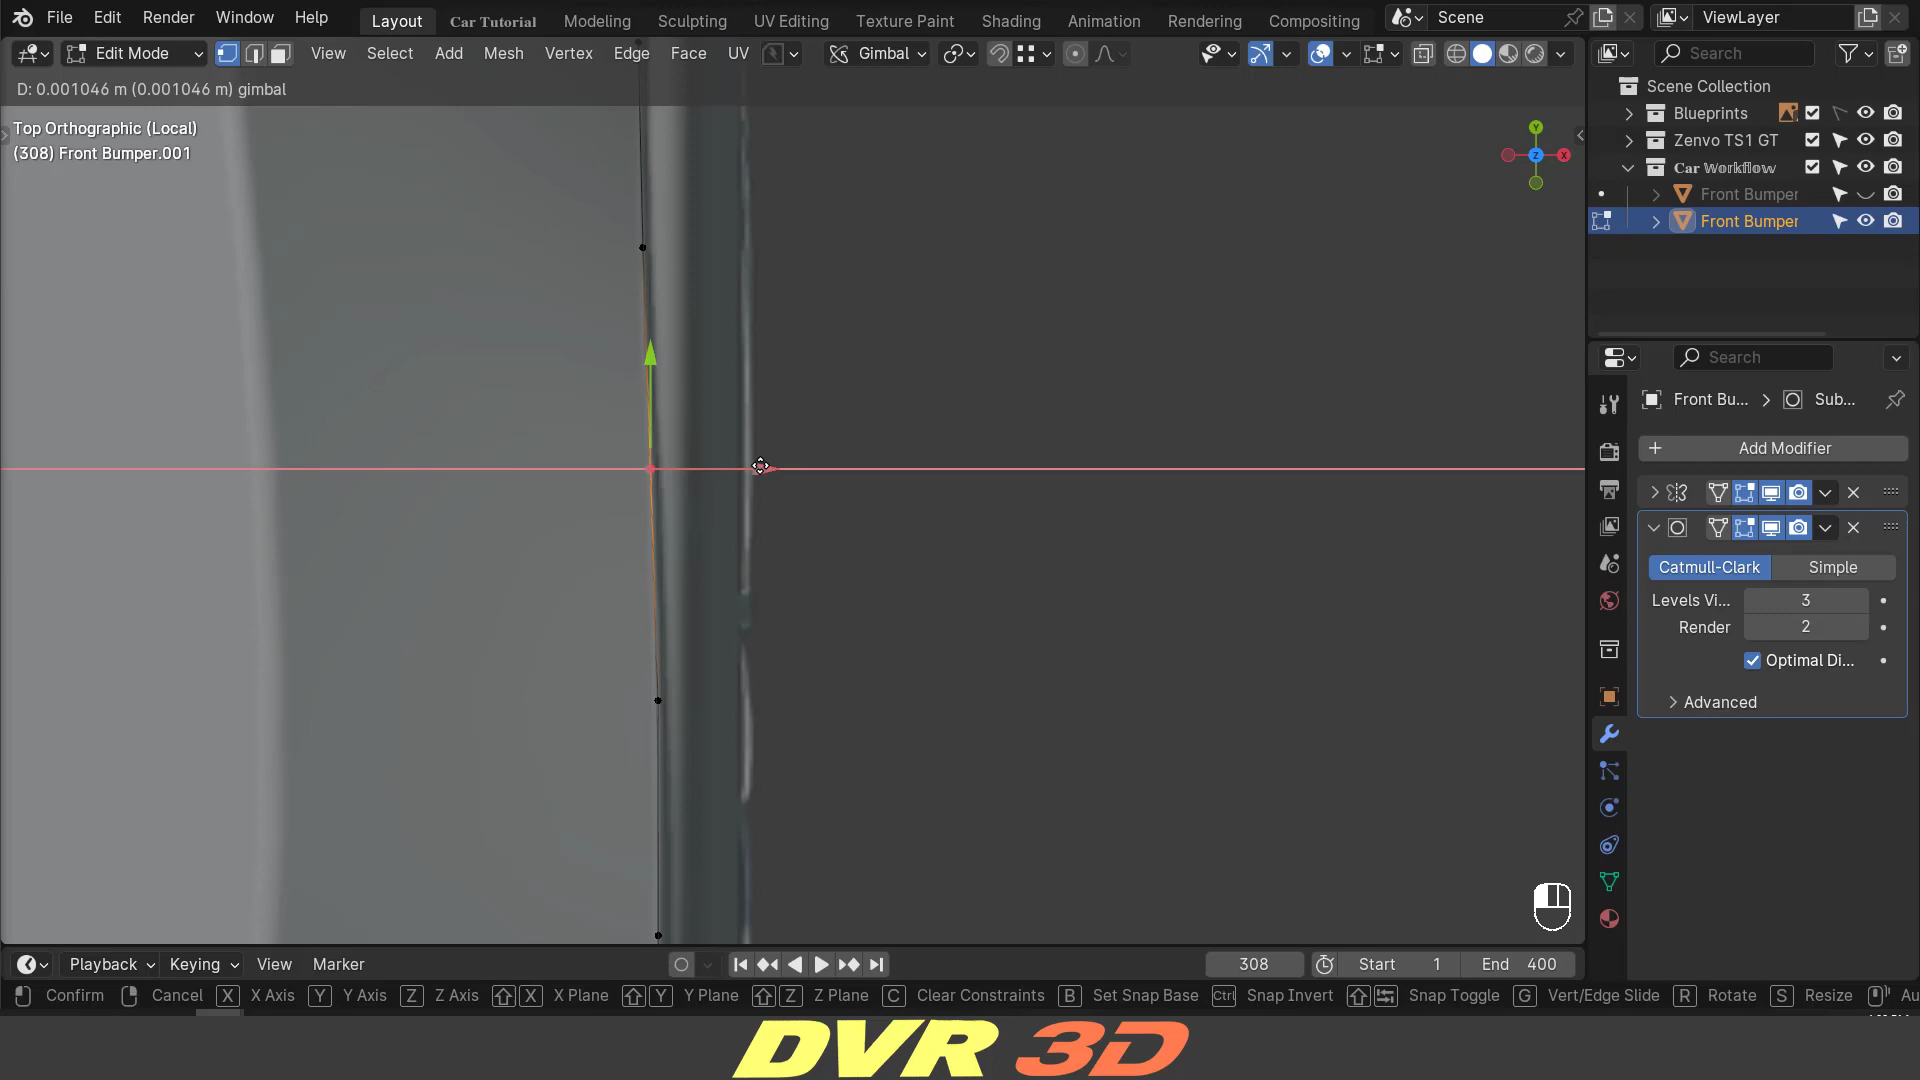 File Edit Render Window Help Layout Car Tutorial Modeling Sculpting UV Editing Texture Paint Shading Animation Rendering Compositing Scene ViewLayer
Edit Mode View Select Add Mesh Vertex Edge Face UV Gimbal Search
D: 0.001046 m (0.001046 m) gimbal
Scene Collection
Top Orthographic (Local)
(308) Front Bumper.001
Y
Z
X
Blueprints
Zenvo TS1 GT
Car Workflow
Front Bumper
Front Bumper
Search
Front Bu... Sub...
Add Modifier
Catmull-Clark Simple
Levels Vi... 3
Render 2
Optimal Di...
Advanced
Playback Keying View Marker 308 Start 1 End 400
Confirm Cancel X X Axis Y Y Axis Z Z Axis X X Plane Y Y Plane Z Z Plane C Clear Constraints B Set Snap Base Ctrl Snap Invert Snap Toggle G Vert/Edge Slide R Rotate S Resize Au
DVR 3D